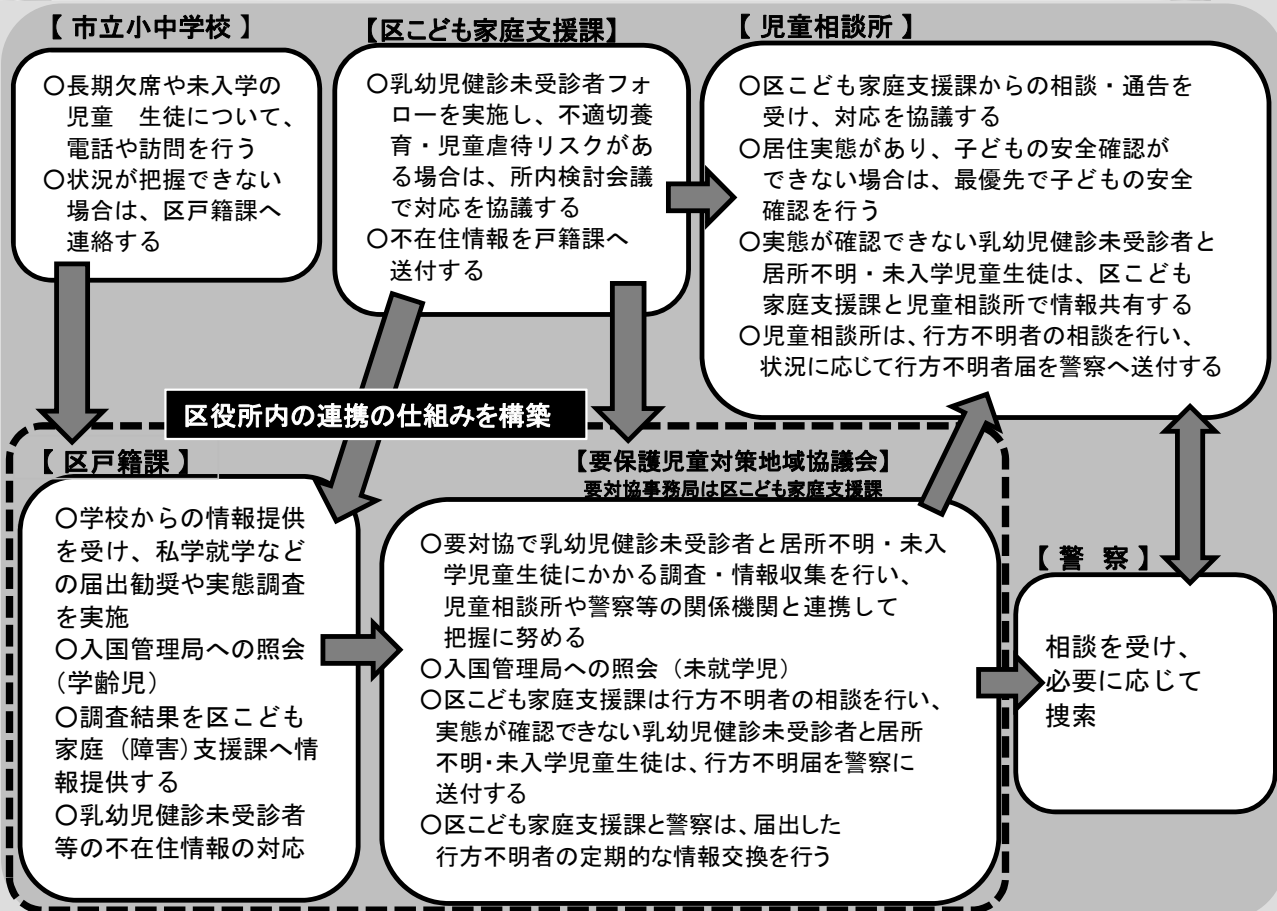 【 市立小中学校 】
〇長期欠席や未入学の
児童　生徒について、
電話や訪問を行う
〇状況が把握できない
場合は、区戸籍課へ
連絡する
【区こども家庭支援課】
〇乳幼児健診未受診者フォ
ローを実施し、不適切養
育・児童虐待リスクがあ
る場合は、所内検討会議
で対応を協議する
〇不在住情報を戸籍課へ
送付する
【 児童相談所 】
〇区こども家庭支援課からの相談・通告を
受け、対応を協議する
〇居住実態があり、子どもの安全確認が
できない場合は、最優先で子どもの安全
確認を行う
〇実態が確認できない乳幼児健診未受診者と
居所不明・未入学児童生徒は、区こども
家庭支援課と児童相談所で情報共有する
〇児童相談所は、行方不明者の相談を行い、
状況に応じて行方不明者届を警察へ送付する
区役所内の連携の仕組みを構築
【 区戸籍課 】
〇学校からの情報提供
を受け、私学就学など
の届出勧奨や実態調査
を実施
〇入国管理局への照会
（学齢児）
〇調査結果を区こども
家庭（障害）支援課へ情
報提供する
〇乳幼児健診未受診者
等の不在住情報の対応
【要保護児童対策地域協議会】
要対協事務局は区こども家庭支援課
〇要対協で乳幼児健診未受診者と居所不明・未入
学児童生徒にかかる調査・情報収集を行い、
児童相談所や警察等の関係機関と連携して
把握に努める
〇入国管理局への照会（未就学児）
〇区こども家庭支援課は行方不明者の相談を行い、
実態が確認できない乳幼児健診未受診者と居所
不明・未入学児童生徒は、行方不明届を警察に
送付する
〇区こども家庭支援課と警察は、届出した
行方不明者の定期的な情報交換を行う
【 警 察 】
相談を受け、
必要に応じて
捜索